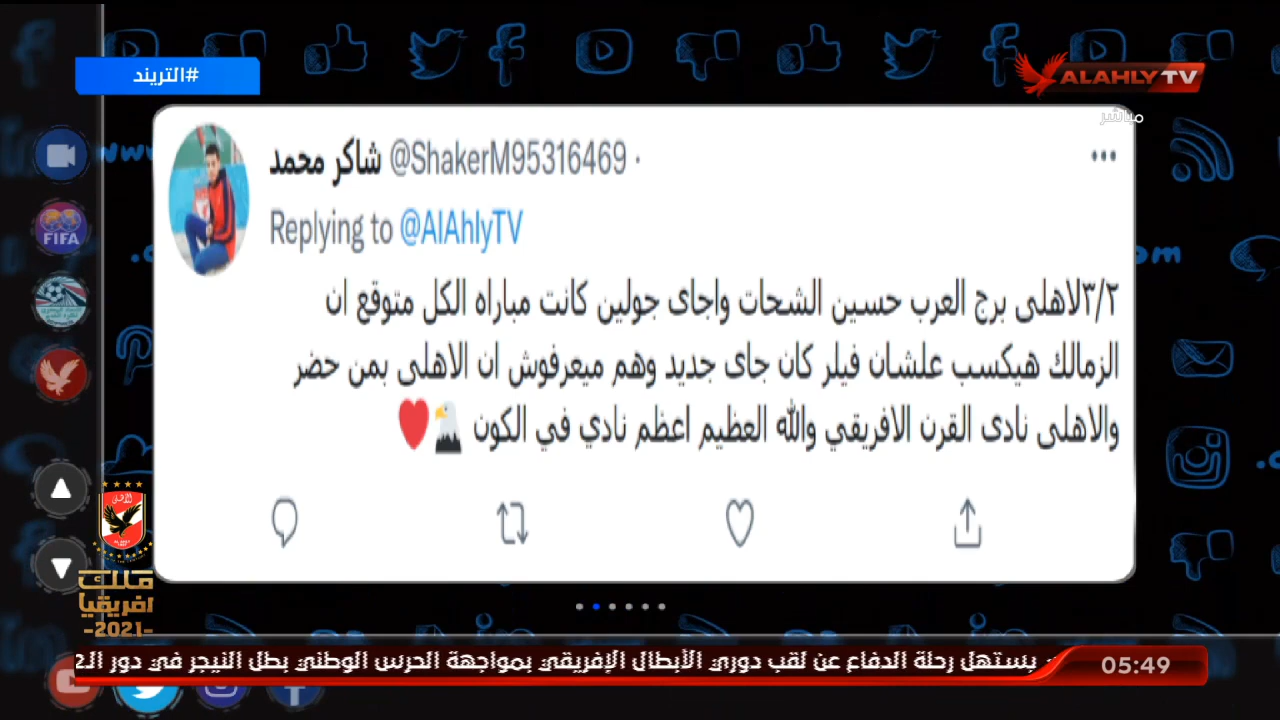 #التريند
ALAHLY TV
مباشر
شاكر محمد @ShakerM95316469 ·
Replying to @AlAhlyTV
٣/٢لاهلى برج العرب حسين الشحات واجاى جولين كانت مباراه الكل متوقع ان
الزمالك هيكسب علشان فيلر كان جاى جديد وهم ميعرفوش ان الاهلى بمن حضر
والاهلى نادى القرن الافريقي والله العظيم اعظم نادي في الكون 🦅❤️
FIFA
ملك
افريقيا
-2021-
يستهل رحلة الدفاع عن لقب دوري الأبطال الإفريقي بمواجهة الحرس الوطني بطل النيجر في دور الـ2
05:49